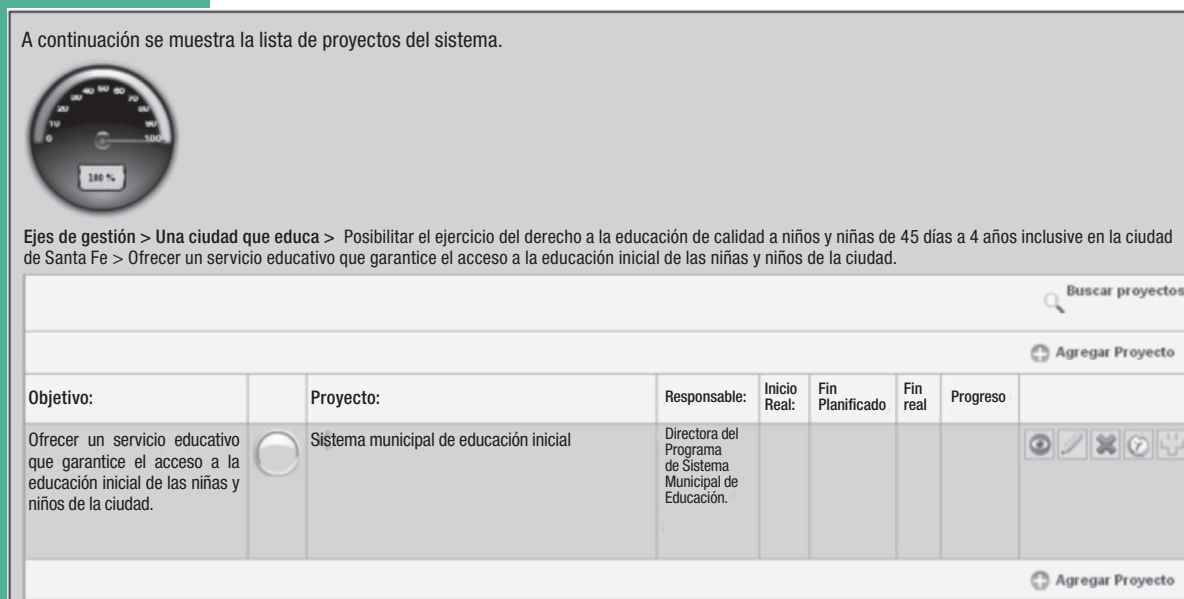 A continuación se muestra la lista de proyectos del sistema.
0 10 20 30 40 50 60 70 80 90 100
100 %
Ejes de gestión > Una ciudad que educa > Posibilitar el ejercicio del derecho a la educación de calidad a niños y niñas de 45 días a 4 años inclusive en la ciudad
de Santa Fe > Ofrecer un servicio educativo que garantice el acceso a la educación inicial de las niñas y niños de la ciudad.
Buscar proyectos
Agregar Proyecto
Objetivo:
Proyecto:
Responsable:
Inicio
Real:
Fin
Planificado
Fin
real
Progreso
Ofrecer un servicio educativo
que garantice el acceso a la
educación inicial de las niñas y
niños de la ciudad.
Sistema municipal de educación inicial
Directora del
Programa
de Sistema
Municipal de
Educación.
Agregar Proyecto